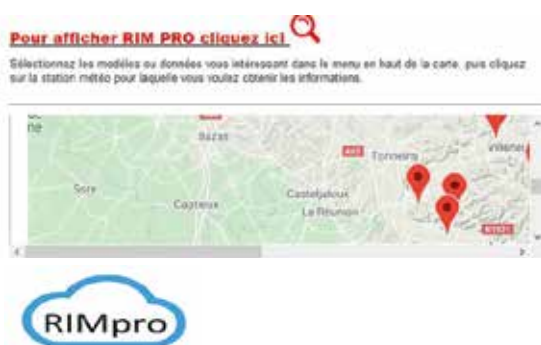 Pour afficher RIM PRO cliquez ici
Sélectionnez les modèles ou données vous intéressant dans le menu en haut de la carte, puis cliquez
sur la station météo pour laquelle vous voulez obtenir les informations.
ne
Bazas
Tonneins
Sore
Captieux
Casteljaloux
La Réunion
RIMpro